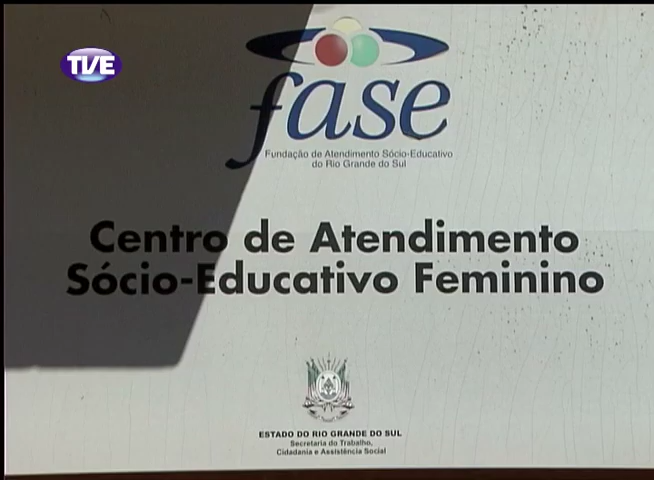 TVE
fase
Fundação de Atendimento Sócio-Educativo
do Rio Grande do Sul
Centro de Atendimento
Sócio-Educativo Feminino
ESTADO DO RIO GRANDE DO SUL
Secretaria do Trabalho,
Cidadania e Assistência Social